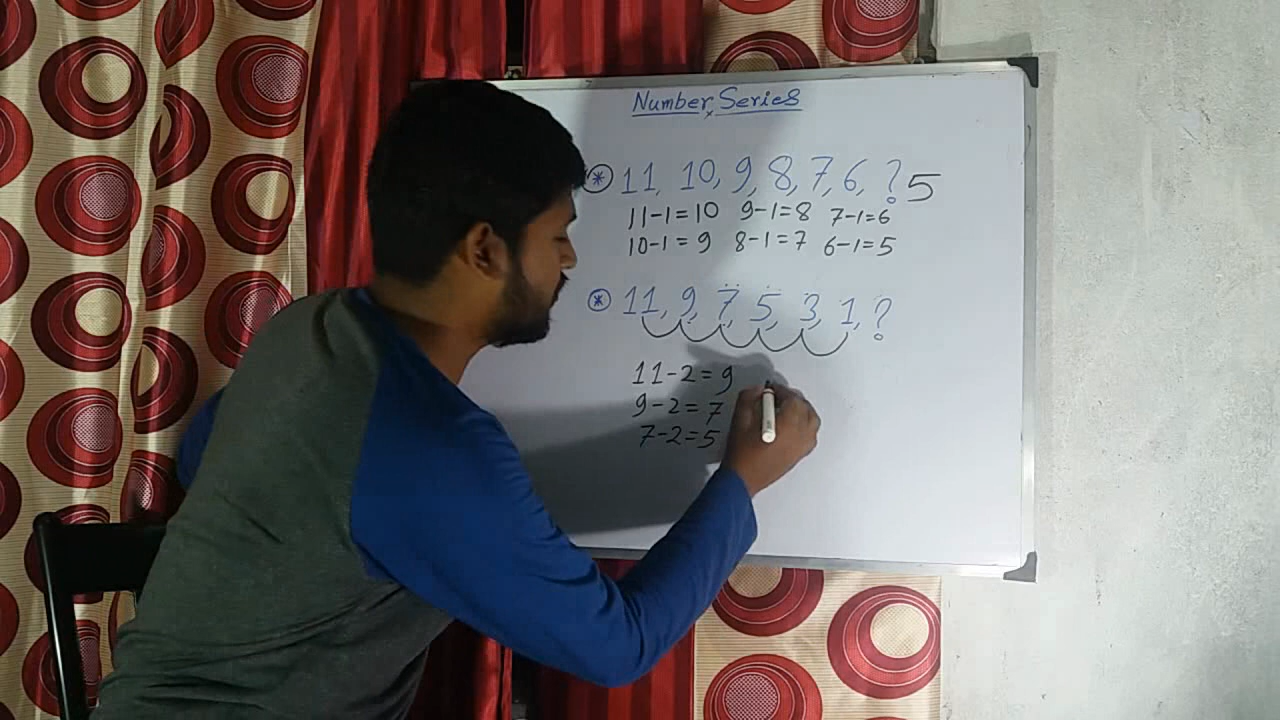 Number Series
* 11, 10, 9, 8, 7, 6, ? 5
11-1=10 9-1=8 7-1=6
10-1=9 8-1=7 6-1=5
* 11, 9, 7, 5, 3, 1, ?
11-2=9
9-2=7
7-2=5